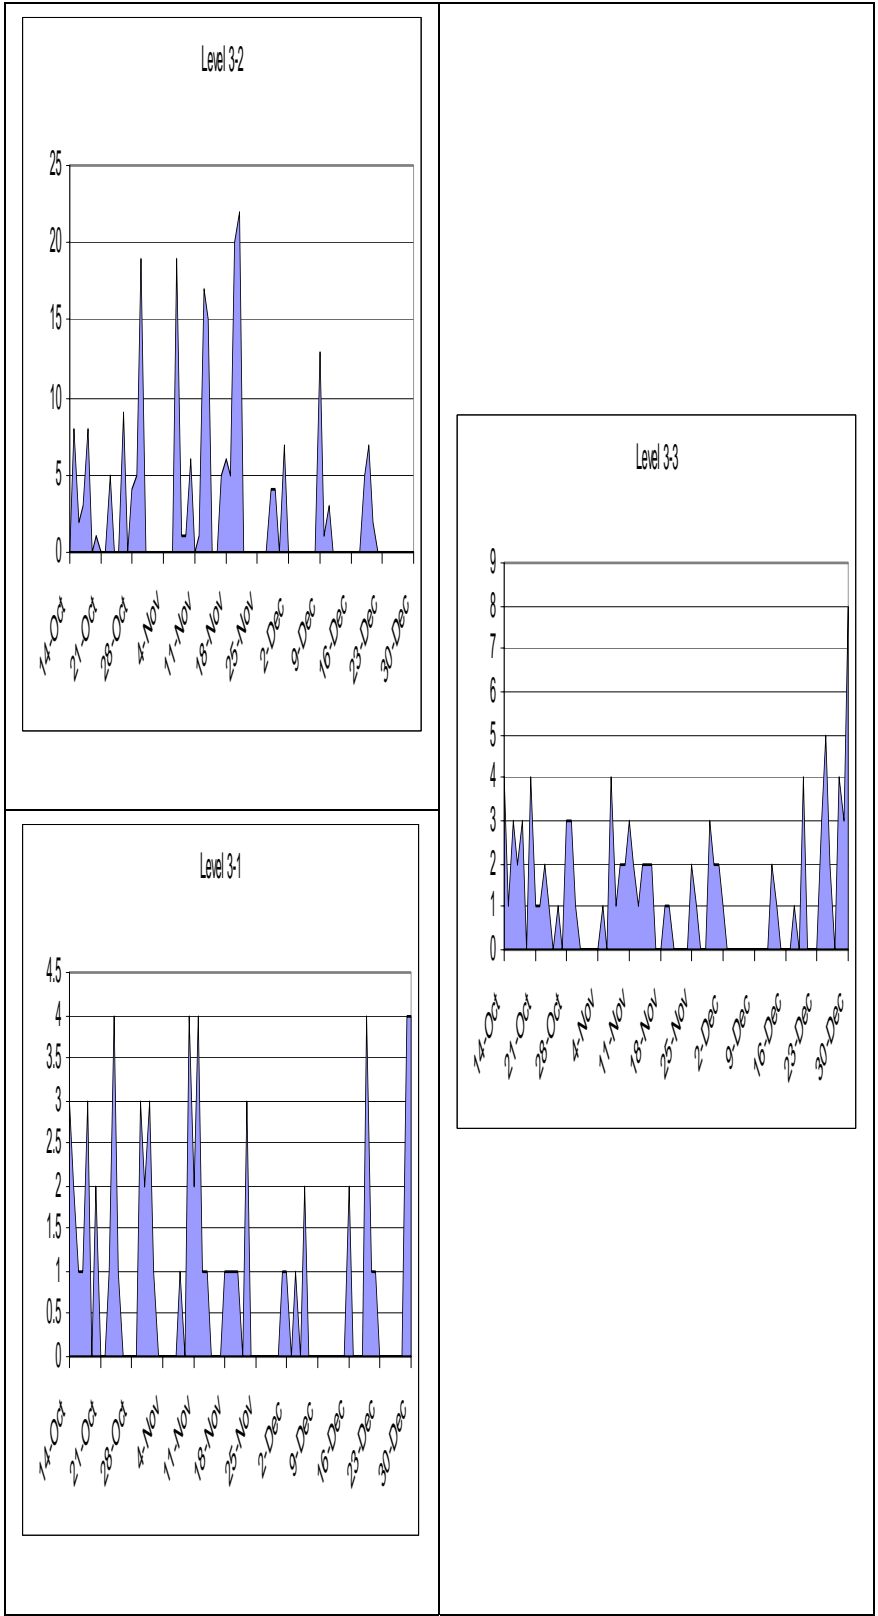 Level 3-2
25
20
15
10
5
0
14-Oct
21-Oct
28-Oct
4-Nov
11-Nov
18-Nov
25-Nov
2-Dec
9-Dec
16-Dec
23-Dec
30-Dec
Level 3-1
4.5
4
3.5
3
2.5
2
1.5
1
0.5
0
14-Oct
21-Oct
28-Oct
4-Nov
11-Nov
18-Nov
25-Nov
2-Dec
9-Dec
16-Dec
23-Dec
30-Dec
Level 3-3
9
8
7
6
5
4
3
2
1
0
14-Oct
21-Oct
28-Oct
4-Nov
11-Nov
18-Nov
25-Nov
2-Dec
9-Dec
16-Dec
23-Dec
30-Dec